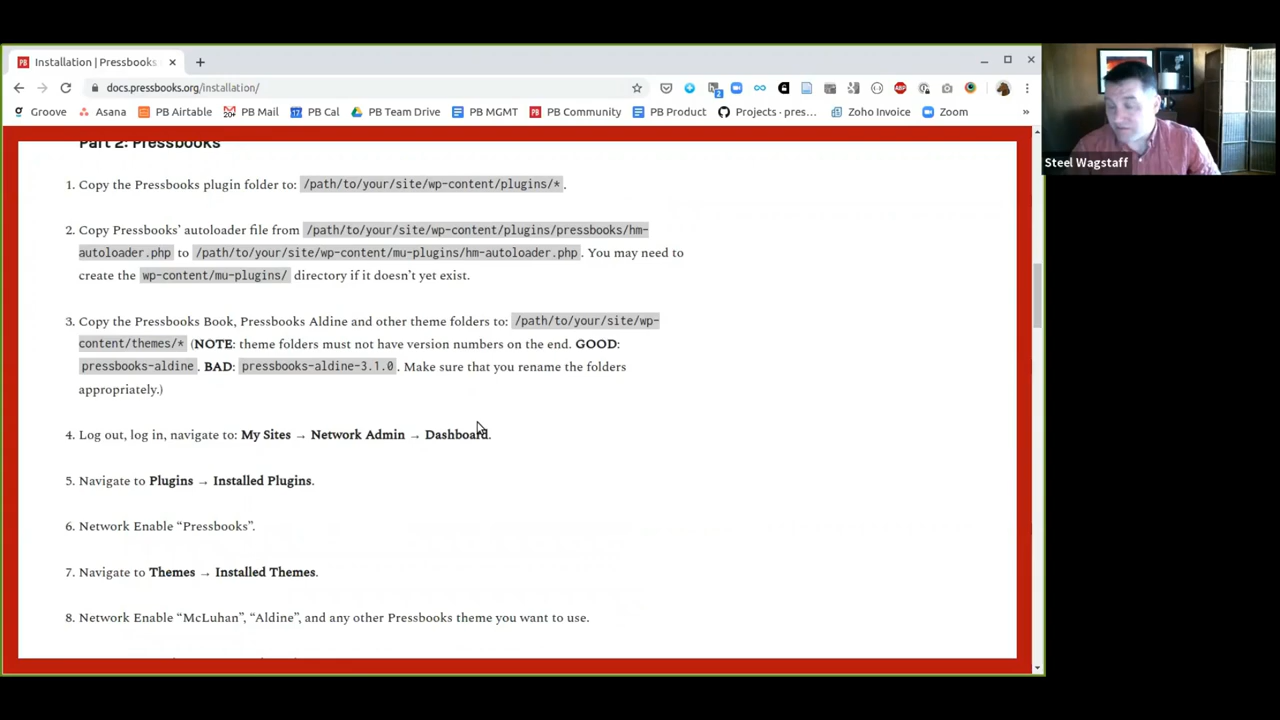 Installation | Pressbooks
docs.pressbooks.org/installation/
Groove Asana PB Airtable PB Mail PB Cal PB Team Drive PB MGMT PB Community PB Product Projects · pres… Zoho Invoice Zoom »
Steel Wagstaff
Part 2: Pressbooks
1. Copy the Pressbooks plugin folder to: /path/to/your/site/wp-content/plugins/*.
2. Copy Pressbooks’ autoloader file from /path/to/your/site/wp-content/plugins/pressbooks/hm-
autoloader.php to /path/to/your/site/wp-content/mu-plugins/hm-autoloader.php. You may need to
create the wp-content/mu-plugins/ directory if it doesn’t yet exist.
3. Copy the Pressbooks Book, Pressbooks Aldine and other theme folders to: /path/to/your/site/wp-
content/themes/* (NOTE: theme folders must not have version numbers on the end. GOOD:
pressbooks-aldine. BAD: pressbooks-aldine-3.1.0. Make sure that you rename the folders
appropriately.)
4. Log out, log in, navigate to: My Sites → Network Admin → Dashboard.
5. Navigate to Plugins → Installed Plugins.
6. Network Enable “Pressbooks”.
7. Navigate to Themes → Installed Themes.
8. Network Enable “McLuhan”, “Aldine”, and any other Pressbooks theme you want to use.